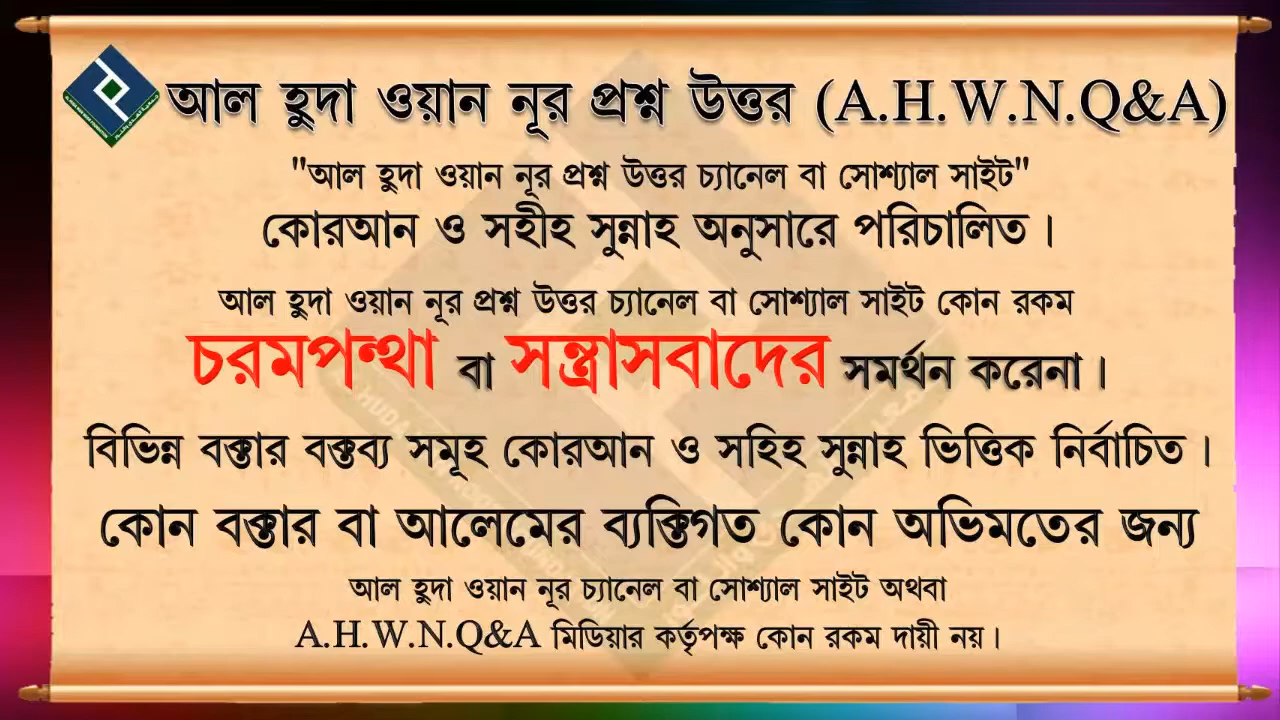 আল হুদা ওয়ান নূর প্রশ্ন উত্তর (A.H.W.N.Q&A)
"আল হুদা ওয়ান নূর প্রশ্ন উত্তর চ্যানেল বা সোশ্যাল সাইট"
কোরআন ও সহীহ সুন্নাহ অনুসারে পরিচালিত।
আল হুদা ওয়ান নূর প্রশ্ন উত্তর চ্যানেল বা সোশ্যাল সাইট কোন রকম
চরমপন্থা বা সন্ত্রাসবাদের সমর্থন করেনা।
বিভিন্ন বক্তার বক্তব্য সমূহ কোরআন ও সহিহ সুন্নাহ ভিত্তিক নির্বাচিত।
কোন বক্তার বা আলেমের ব্যক্তিগত কোন অভিমতের জন্য
আল হুদা ওয়ান নূর চ্যানেল বা সোশ্যাল সাইট অথবা
A.H.W.N.Q&A মিডিয়ার কর্তৃপক্ষ কোন রকম দায়ী নয়।